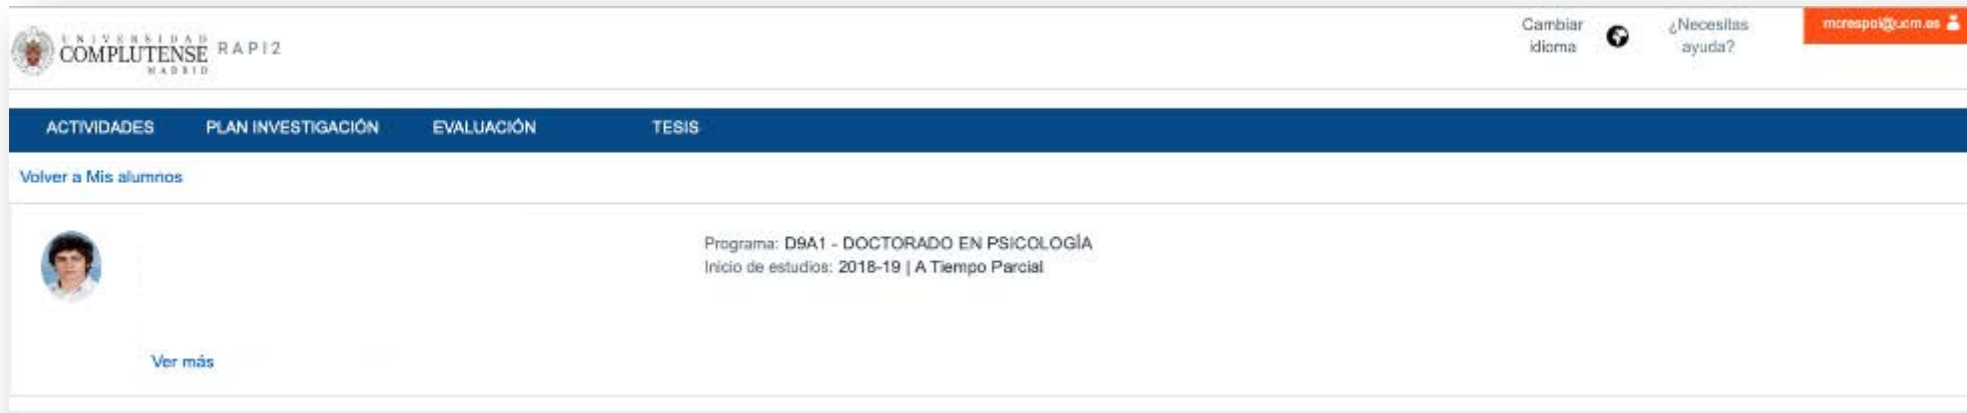 UNIVERSIDAD
COMPLUTENSE
MADRID
RAPI2
Cambiar
idioma
¿Necesitas
ayuda?
mcrespol@ucm.es
ACTIVIDADES PLAN INVESTIGACIÓN EVALUACIÓN TESIS
Volver a Mis alumnos
Programa: D9A1 - DOCTORADO EN PSICOLOGÍA
Inicio de estudios: 2018-19 | A Tiempo Parcial
Ver más